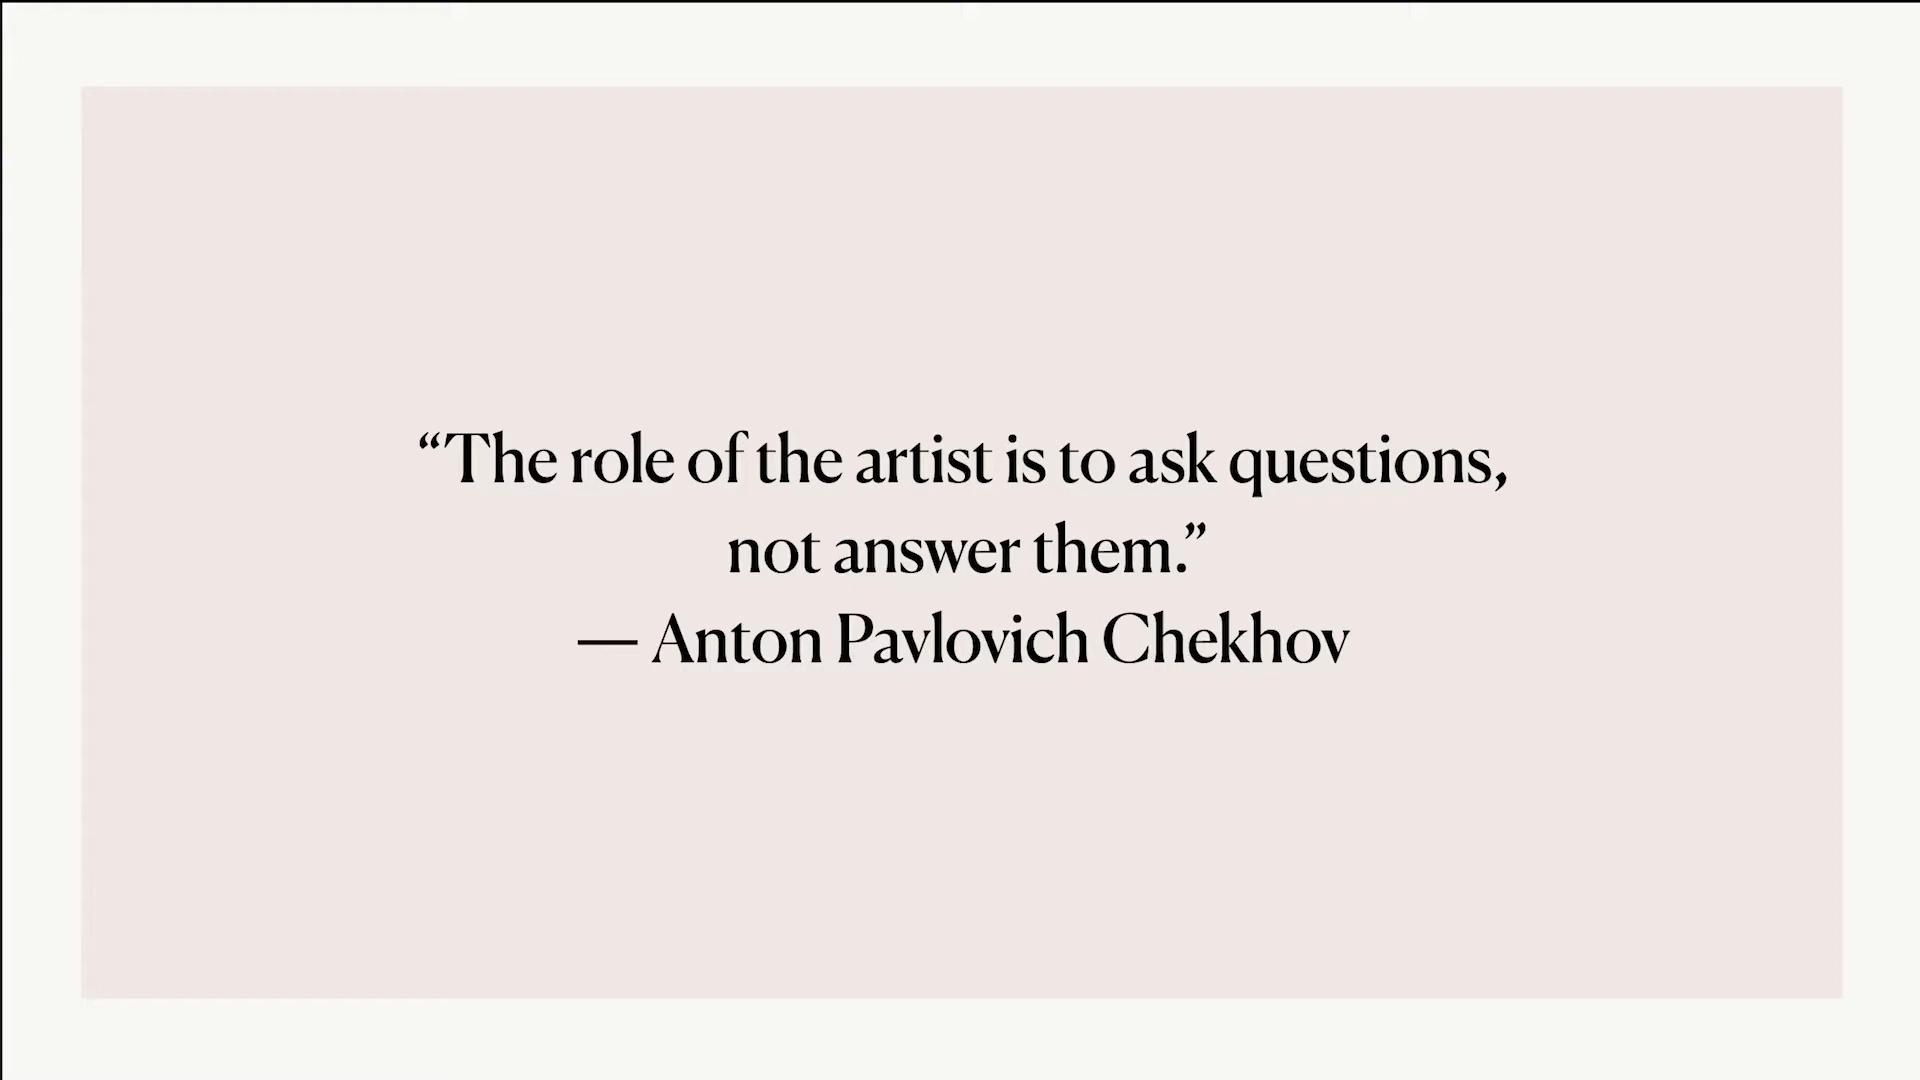 “The role of the artist is to ask questions,
not answer them.”
— Anton Pavlovich Chekhov